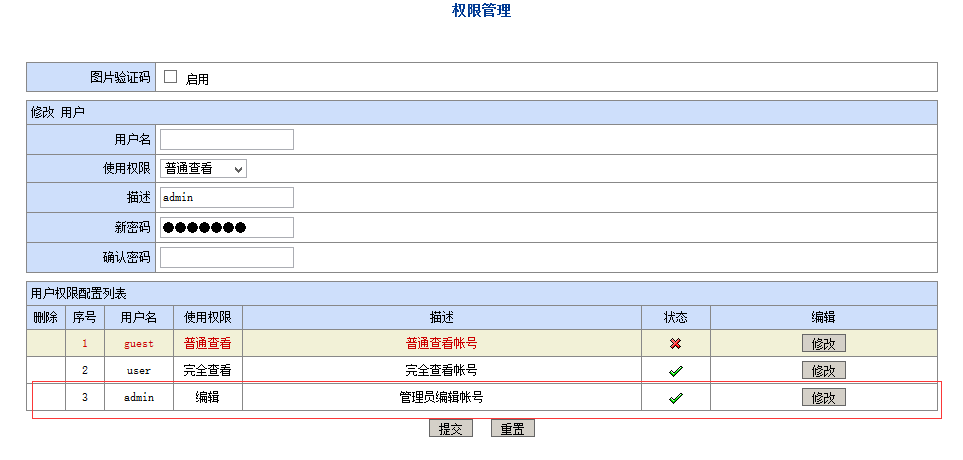 权限管理
图片验证码 启用
修改 用户
用户名
使用权限 普通查看
描述 admin
新密码 ●●●●●●●
确认密码
用户权限配置列表
删除 序号 用户名 使用权限 描述 状态 编辑
1 guest 普通查看 普通查看帐号 修改
2 user 完全查看 完全查看帐号 修改
3 admin 编辑 管理员编辑帐号 修改
提交 重置